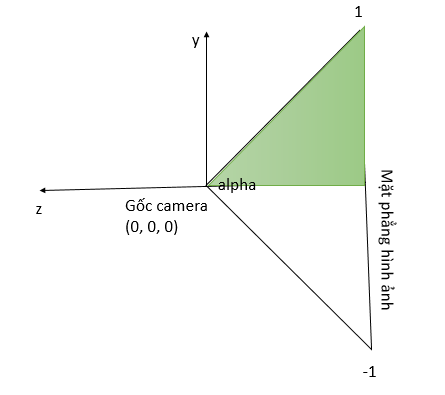 1
y
alpha
z
Gốc camera
(0, 0, 0)
Mặt phẳng hình ảnh
-1